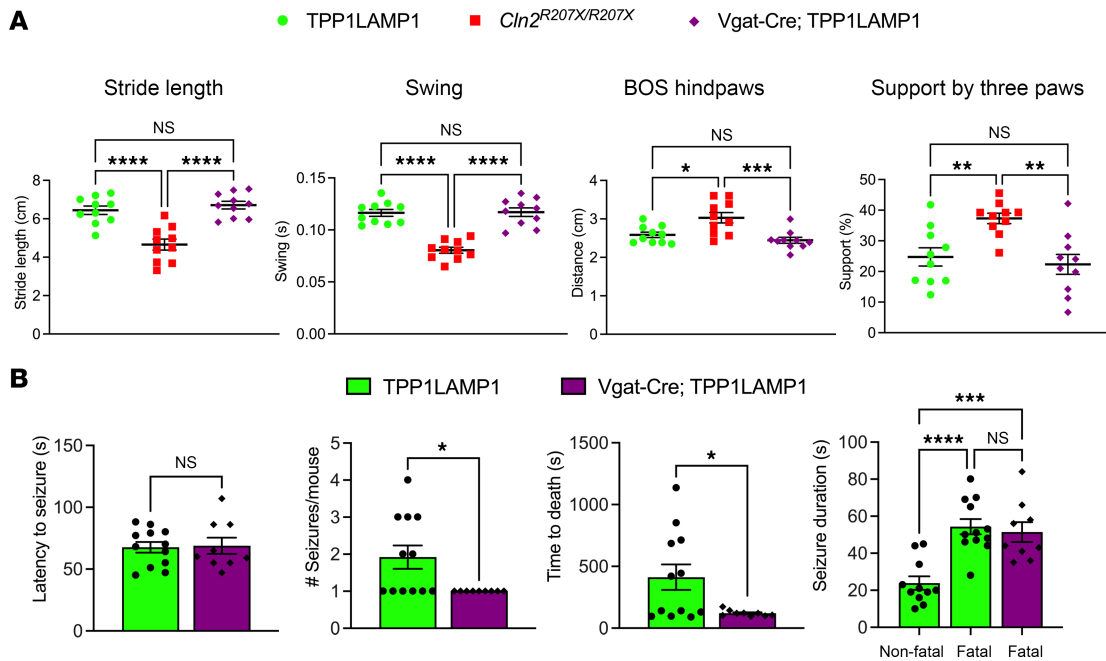 A
TPP1LAMP1
Cln2R207X/R207X
Vgat-Cre; TPP1LAMP1
Stride length
Swing
BOS hindpaws
Support by three paws
NS
****
****
Stride length (cm)
8
6
4
2
0
NS
****
****
Swing (s)
0.15
0.10
0.05
0.00
NS
*
***
Distance (cm)
4
3
2
1
0
NS
**
**
Support (%)
50
40
30
20
10
0
B
TPP1LAMP1
Vgat-Cre; TPP1LAMP1
Latency to seizure (s)
150
100
50
0
NS
# Seizures/mouse
5
4
3
2
1
0
*
Time to death (s)
1500
1000
500
0
*
Seizure duration (s)
100
80
60
40
20
0
***
****
NS
Non-fatal
Fatal
Fatal